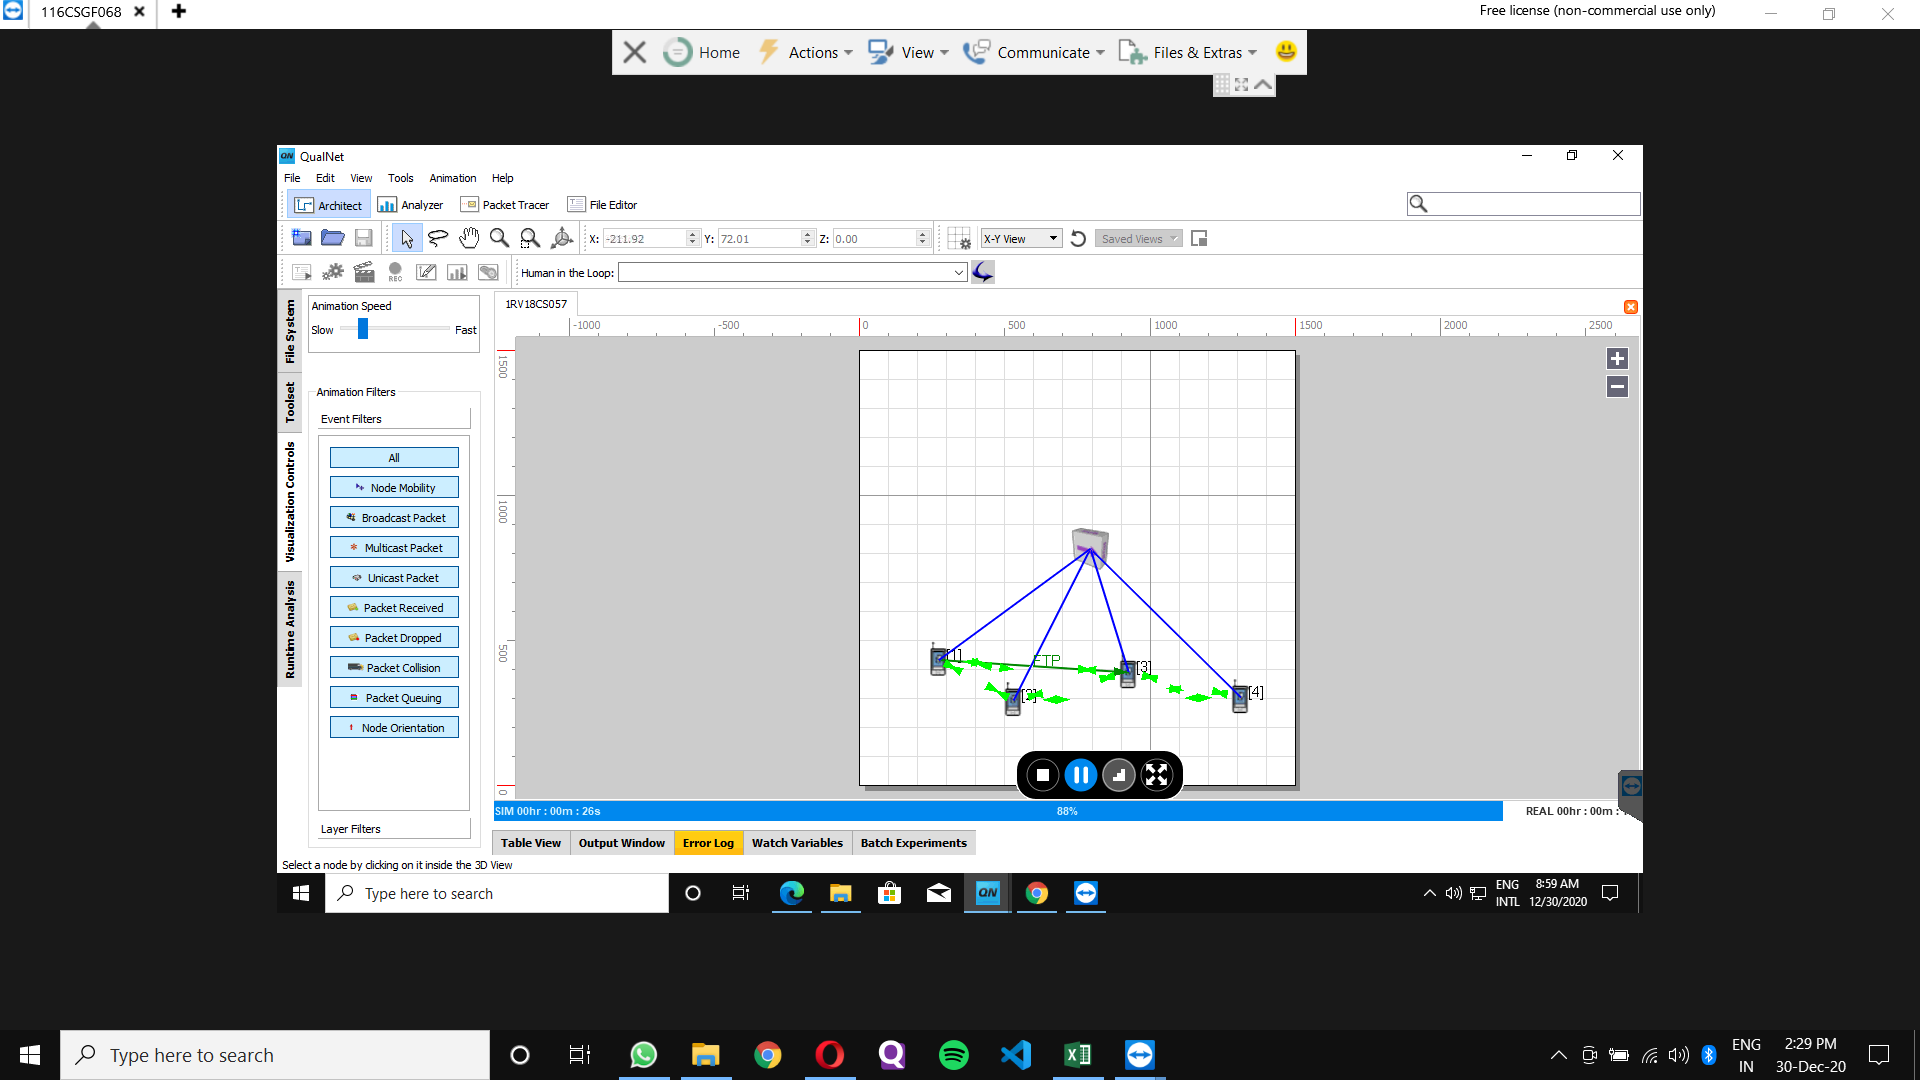 116CSGF068
Free license (non-commercial use only)
Home Actions View Communicate Files & Extras
QN QualNet
File Edit View Tools Animation Help
Architect Analyzer Packet Tracer File Editor
X: -211.92 Y: 72.01 Z: 0.00 X-Y View Saved Views
REC Human in the Loop:
File System
Toolset
Visualization Controls
Runtime Analysis
Animation Speed
Slow Fast
Animation Filters
Event Filters
All
Node Mobility
Broadcast Packet
Multicast Packet
Unicast Packet
Packet Received
Packet Dropped
Packet Collision
Packet Queuing
Node Orientation
Layer Filters
1RV18CS057
-1000 -500 0 500 1000 1500 2000 2500
1500
1000
500
0
[1] FTP [3]
[2] [4]
SIM 00hr : 00m : 26s 88% REAL 00hr : 00m :
Table View Output Window Error Log Watch Variables Batch Experiments
Select a node by clicking on it inside the 3D View
Type here to search QN ENG 8:59 AM
INTL 12/30/2020
Type here to search ENG 2:29 PM
IN 30-Dec-20